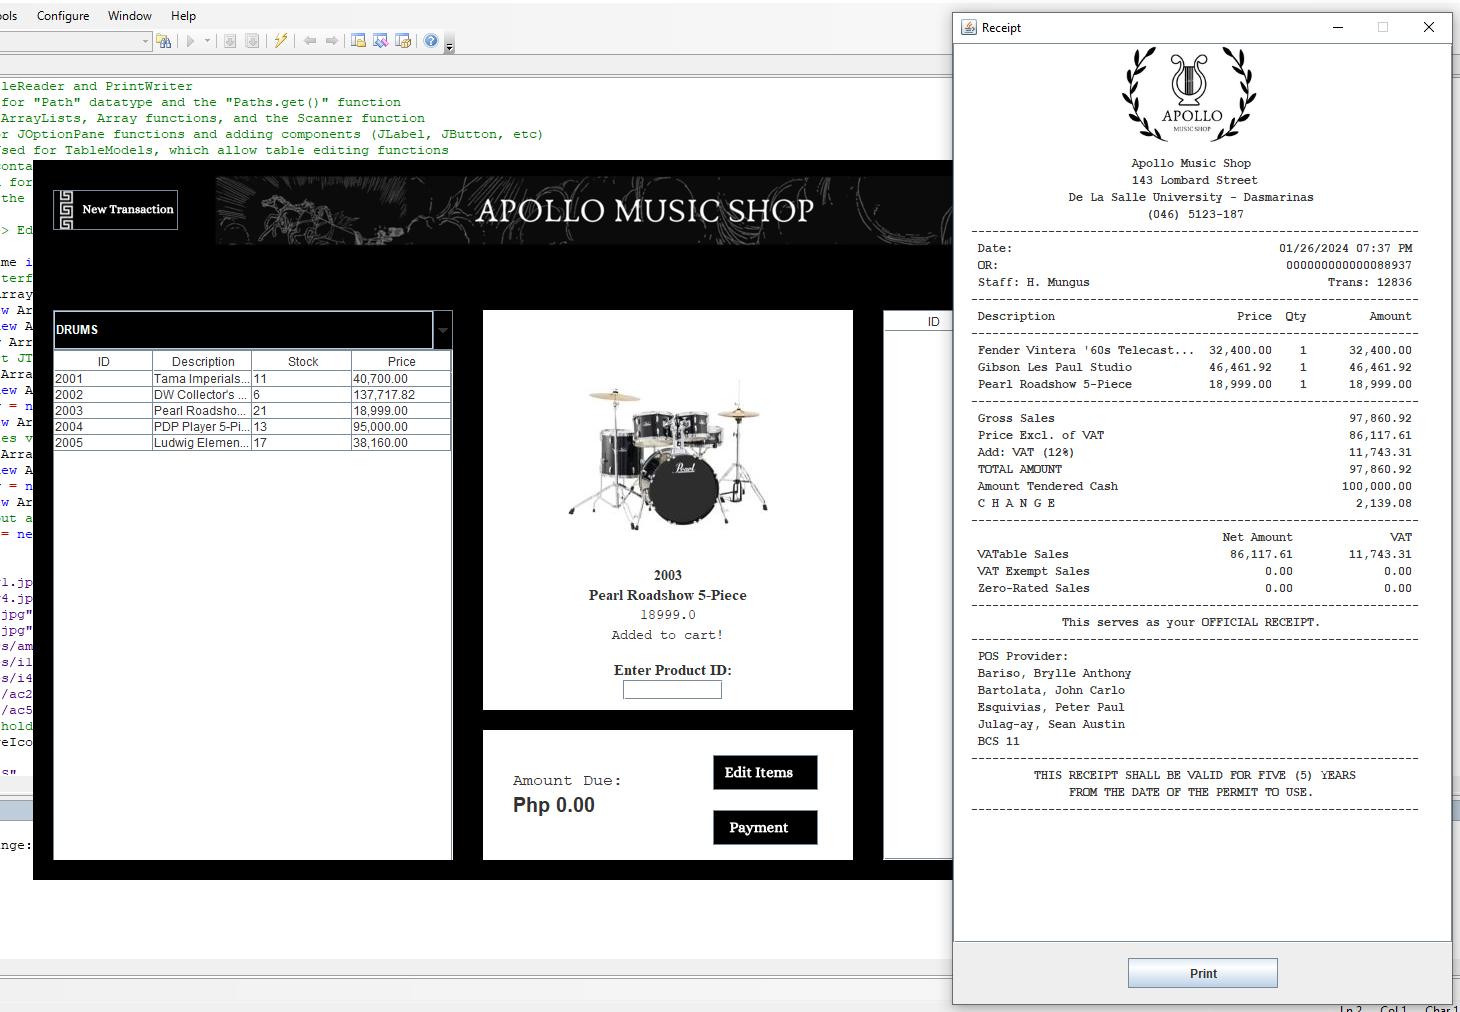 ols Configure Window Help
leReader and PrintWriter
for "Path" datatype and the "Paths.get()" function
ArrayLists, Array functions, and the Scanner function
or JOptionPane functions and adding components (JLabel, JButton, etc)
sed for TableModels, which allow table editing functions
conta
for
the
> Ed
me i
terf
rray
w Ar
ew A
Arr
t JT
Arra
ew A
= n
w Ar
es v
Arra
ew A
= n
w Ar
ut a
= ne
1.jp
4.jp
jpg"
jpg"
s/am
s/il
s/i4
/ac2
/ac5
hold
eIco
S"
nge:
New Transaction
APOLLO MUSIC SHOP
DRUMS
ID Description Stock Price
2001 Tama Imperials... 11 40,700.00
2002 DW Collector's ... 6 137,717.82
2003 Pearl Roadsho... 21 18,999.00
2004 PDP Player 5-Pi... 13 95,000.00
2005 Ludwig Elemen... 17 38,160.00
Pearl
2003
Pearl Roadshow 5-Piece
18999.0
Added to cart!
Enter Product ID:
Amount Due:
Php 0.00
Edit Items
Payment
ID
Receipt
APOLLO
MUSIC SHOP
Apollo Music Shop
143 Lombard Street
De La Salle University - Dasmarinas
(046) 5123-187
Date: 01/26/2024 07:37 PM
OR: 000000000000088937
Staff: H. Mungus Trans: 12836
Description Price Qty Amount
Fender Vintera '60s Telecast... 32,400.00 1 32,400.00
Gibson Les Paul Studio 46,461.92 1 46,461.92
Pearl Roadshow 5-Piece 18,999.00 1 18,999.00
Gross Sales 97,860.92
Price Excl. of VAT 86,117.61
Add: VAT (12%) 11,743.31
TOTAL AMOUNT 97,860.92
Amount Tendered Cash 100,000.00
C H A N G E 2,139.08
Net Amount VAT
VATable Sales 86,117.61 11,743.31
VAT Exempt Sales 0.00 0.00
Zero-Rated Sales 0.00 0.00
This serves as your OFFICIAL RECEIPT.
POS Provider:
Bariso, Brylle Anthony
Bartolata, John Carlo
Esquivias, Peter Paul
Julag-ay, Sean Austin
BCS 11
THIS RECEIPT SHALL BE VALID FOR FIVE (5) YEARS
FROM THE DATE OF THE PERMIT TO USE.
Print
Ln 2 Col 1 Char 1